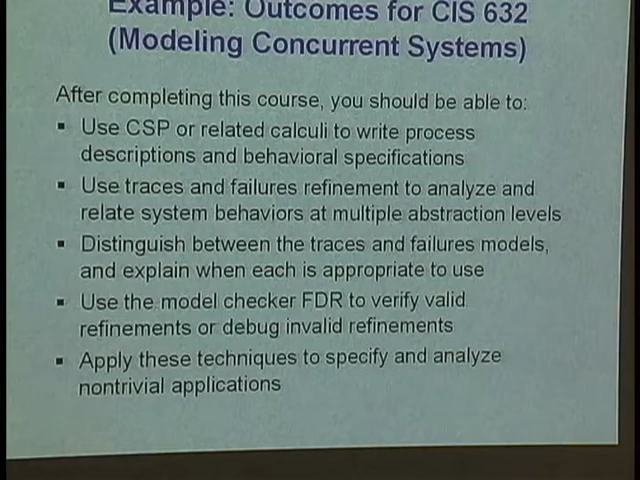 Example: Outcomes for CIS 632
(Modeling Concurrent Systems)
After completing this course, you should be able to:
▪ Use CSP or related calculi to write process
descriptions and behavioral specifications
▪ Use traces and failures refinement to analyze and
relate system behaviors at multiple abstraction levels
▪ Distinguish between the traces and failures models,
and explain when each is appropriate to use
▪ Use the model checker FDR to verify valid
refinements or debug invalid refinements
▪ Apply these techniques to specify and analyze
nontrivial applications